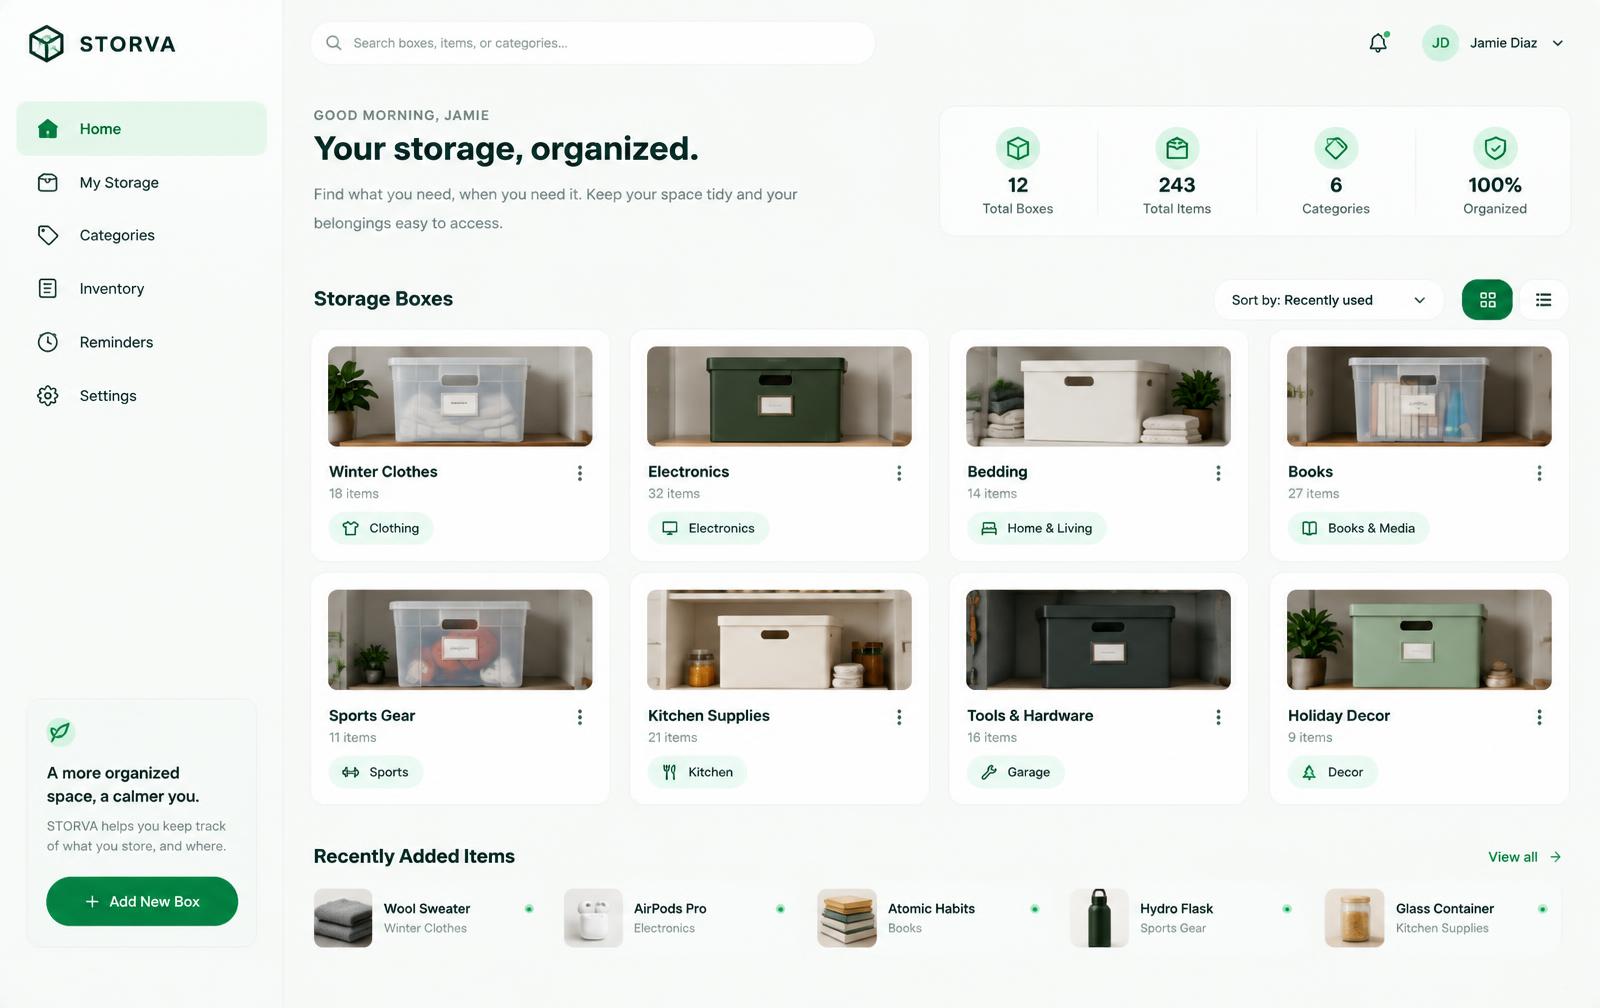 STORVA
Search boxes, items, or categories...
JD
Jamie Diaz
Home
My Storage
Categories
Inventory
Reminders
Settings
A more organized
space, a calmer you.
STORVA helps you keep track
of what you store, and where.
+ Add New Box
GOOD MORNING, JAMIE
Your storage, organized.
Find what you need, when you need it. Keep your space tidy and your
belongings easy to access.
12
Total Boxes
243
Total Items
6
Categories
100%
Organized
Storage Boxes
Sort by: Recently used
Winter Clothes
18 items
Clothing
Electronics
32 items
Electronics
Bedding
14 items
Home & Living
Books
27 items
Books & Media
Sports Gear
11 items
Sports
Kitchen Supplies
21 items
Kitchen
Tools & Hardware
16 items
Garage
Holiday Decor
9 items
Decor
Recently Added Items
View all →
Wool Sweater
Winter Clothes
AirPods Pro
Electronics
Atomic Habits
Books
Hydro Flask
Sports Gear
Glass Container
Kitchen Supplies